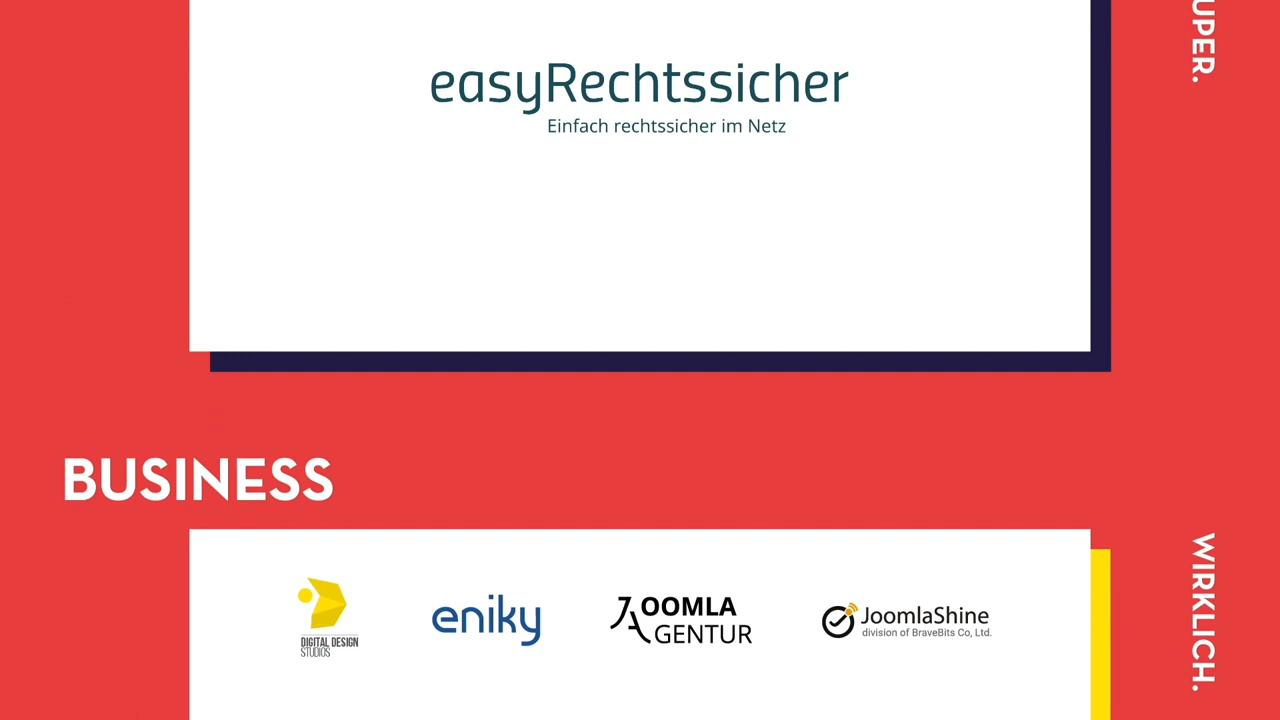 UPER.
easyRechtssicher
Einfach rechtssicher im Netz
BUSINESS
DIGITAL DESIGN
STUDIOS
eniky
JOOMLA
AGENTUR
JoomlaShine
division of BraveBits Co, Ltd.
WIRKLICH.